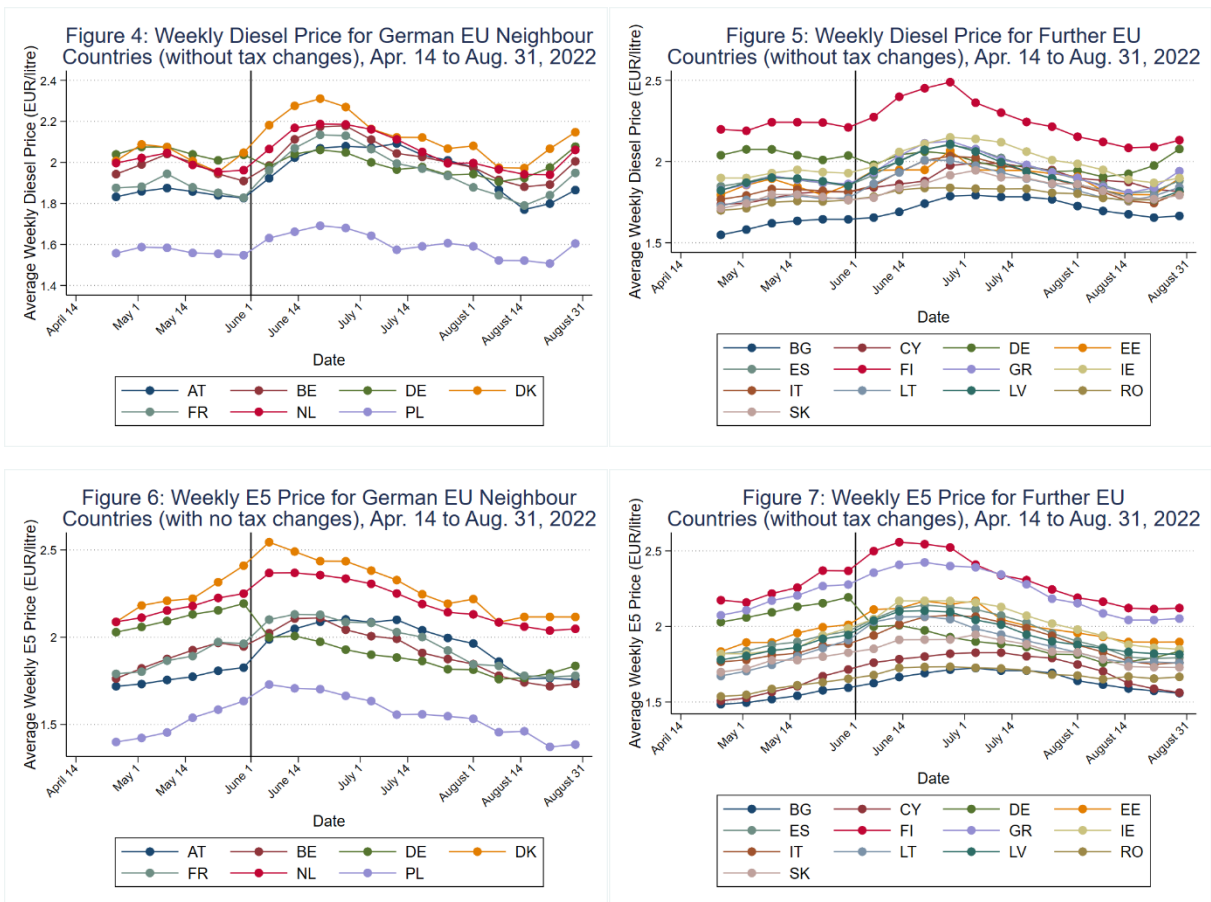 Figure 4: Weekly Diesel Price for German EU Neighbour
Countries (without tax changes), Apr. 14 to Aug. 31, 2022
Average Weekly Diesel Price (EUR/litre)
2.4
2.2
2
1.8
1.6
1.4
April 14
May 1
May 14
June 1
June 14
July 1
July 14
August 1
August 14
August 31
Date
AT BE DE DK
FR NL PL
Figure 5: Weekly Diesel Price for Further EU
Countries (without tax changes), Apr. 14 to Aug. 31, 2022
Average Weekly Diesel Price (EUR/litre)
2.5
2
1.5
April 14
May 1
May 14
June 1
June 14
July 1
July 14
August 1
August 14
August 31
Date
BG CY DE EE
ES FI GR IE
IT LT LV RO
SK
Figure 6: Weekly E5 Price for German EU Neighbour
Countries (with no tax changes), Apr. 14 to Aug. 31, 2022
Average Weekly E5 Price (EUR/litre)
2.5
2
1.5
April 14
May 1
May 14
June 1
June 14
July 1
July 14
August 1
August 14
August 31
Date
AT BE DE DK
FR NL PL
Figure 7: Weekly E5 Price for Further EU
Countries (without tax changes), Apr. 14 to Aug. 31, 2022
Average Weekly E5 Price (EUR/litre)
2.5
2
1.5
April 14
May 1
May 14
June 1
June 14
July 1
July 14
August 1
August 14
August 31
Date
BG CY DE EE
ES FI GR IE
IT LT LV RO
SK